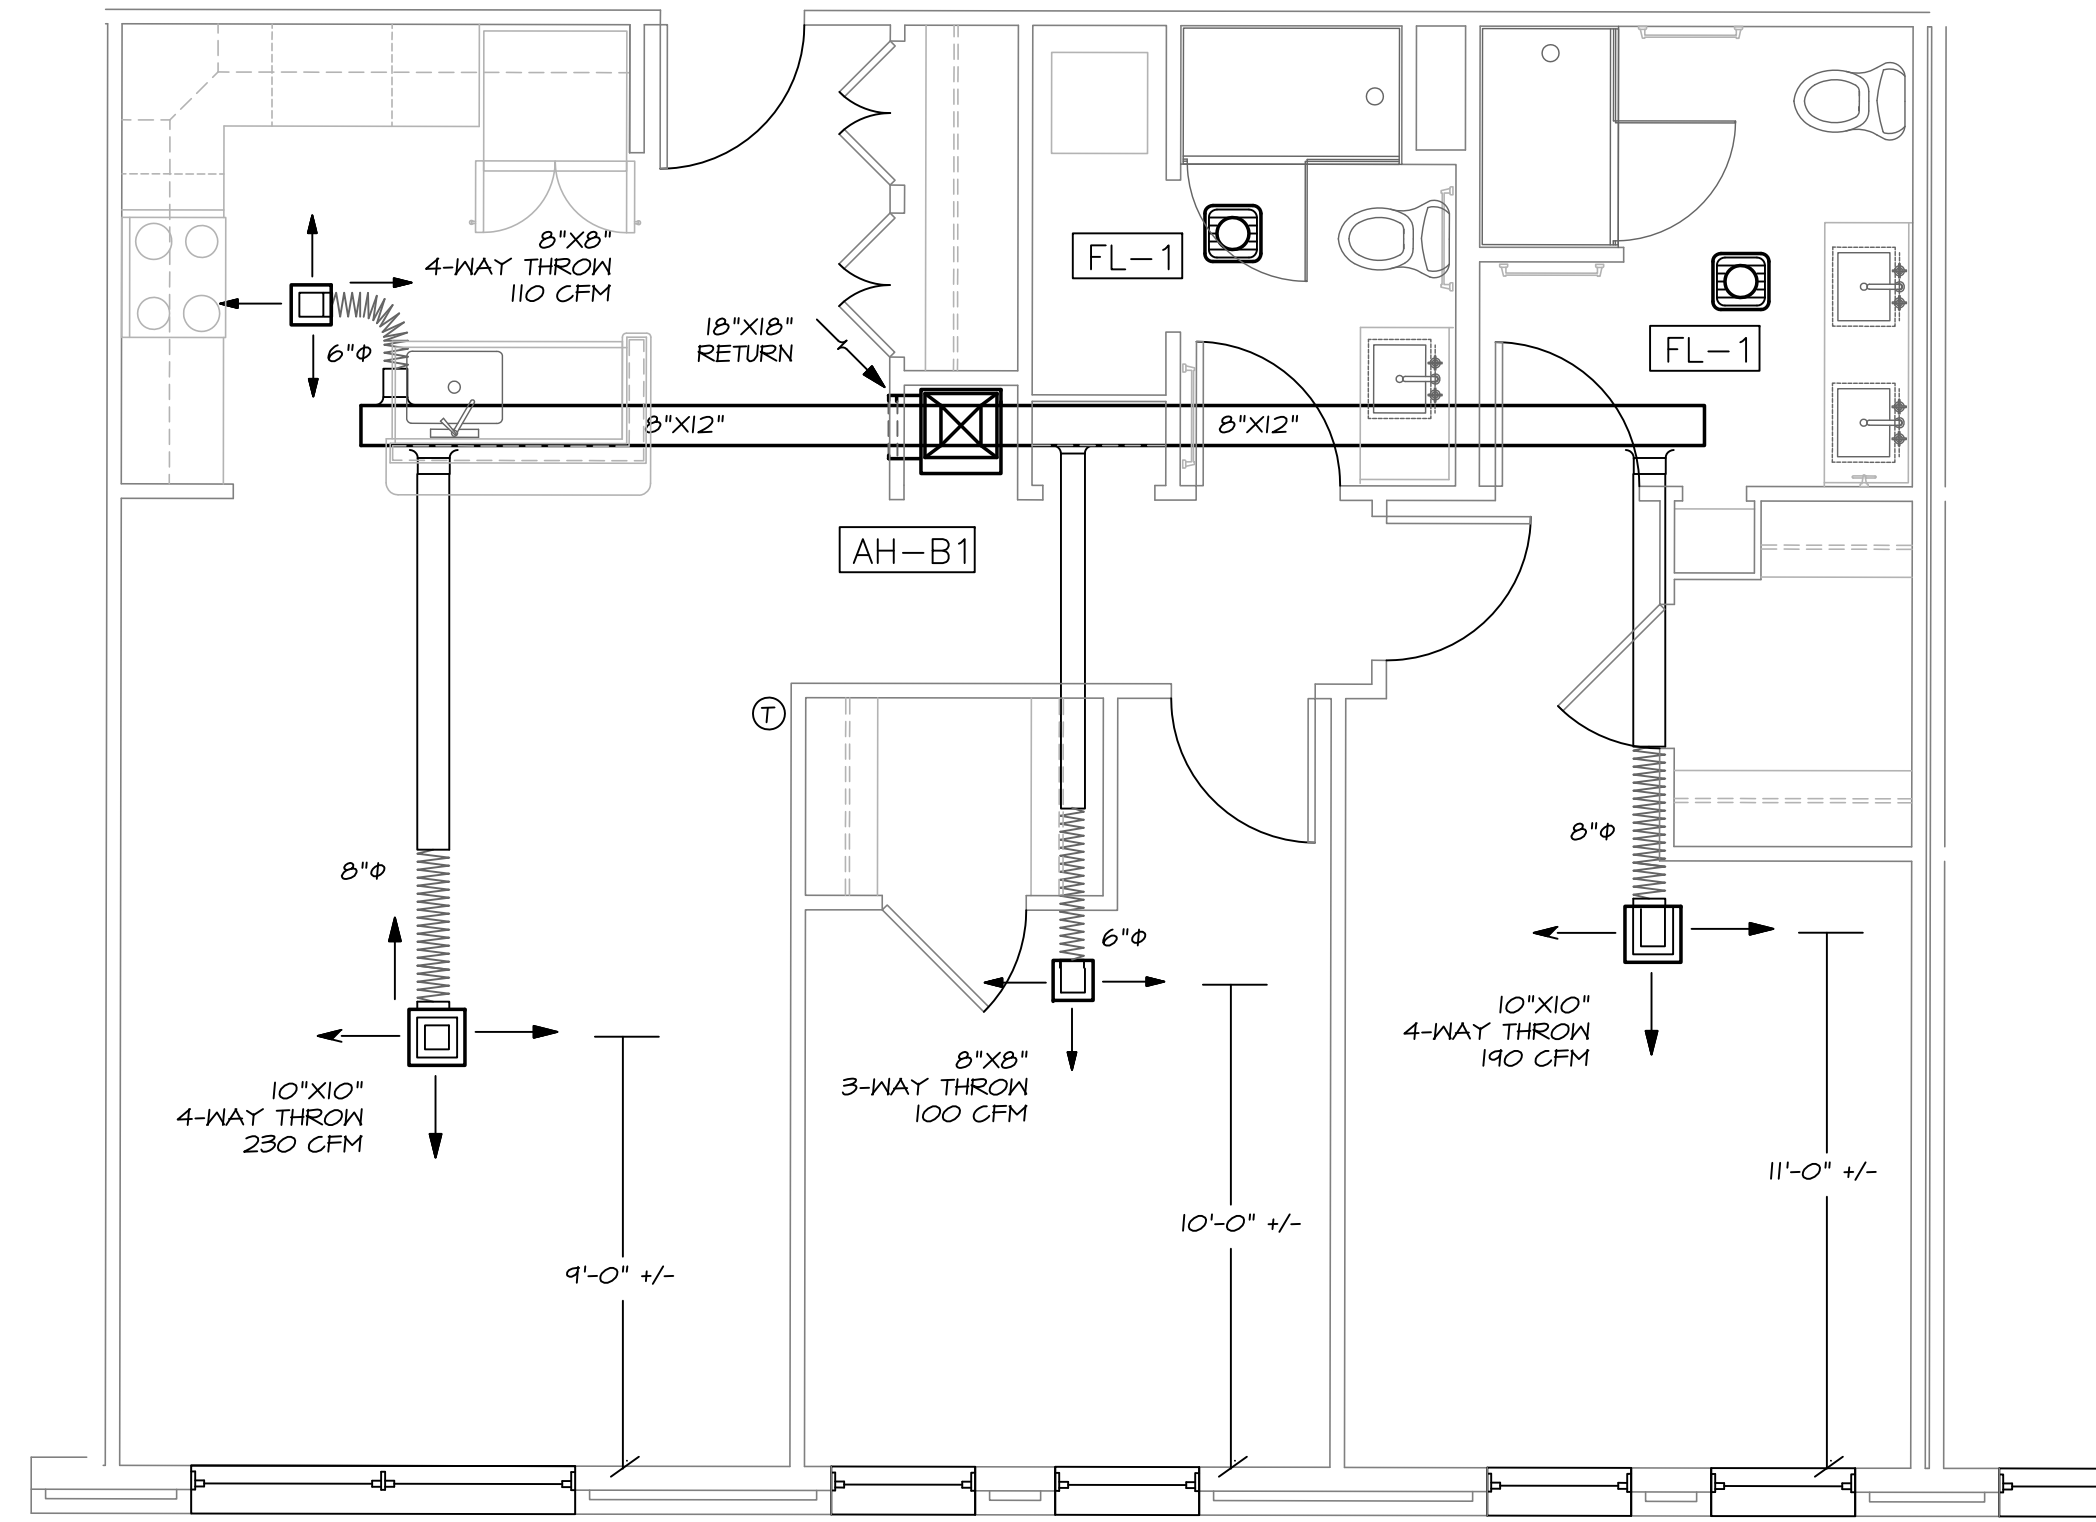 8"X8"
4-WAY THROW
110 CFM
FL-1
18"X18"
RETURN
6"Φ
FL-1
8"X12"
8"X12"
AH-B1
T
8"Φ
8"Φ
6"Φ
10"X10"
4-WAY THROW
190 CFM
8"X8"
3-WAY THROW
100 CFM
10"X10"
4-WAY THROW
230 CFM
11'-0" +/-
10'-0" +/-
9'-0" +/-